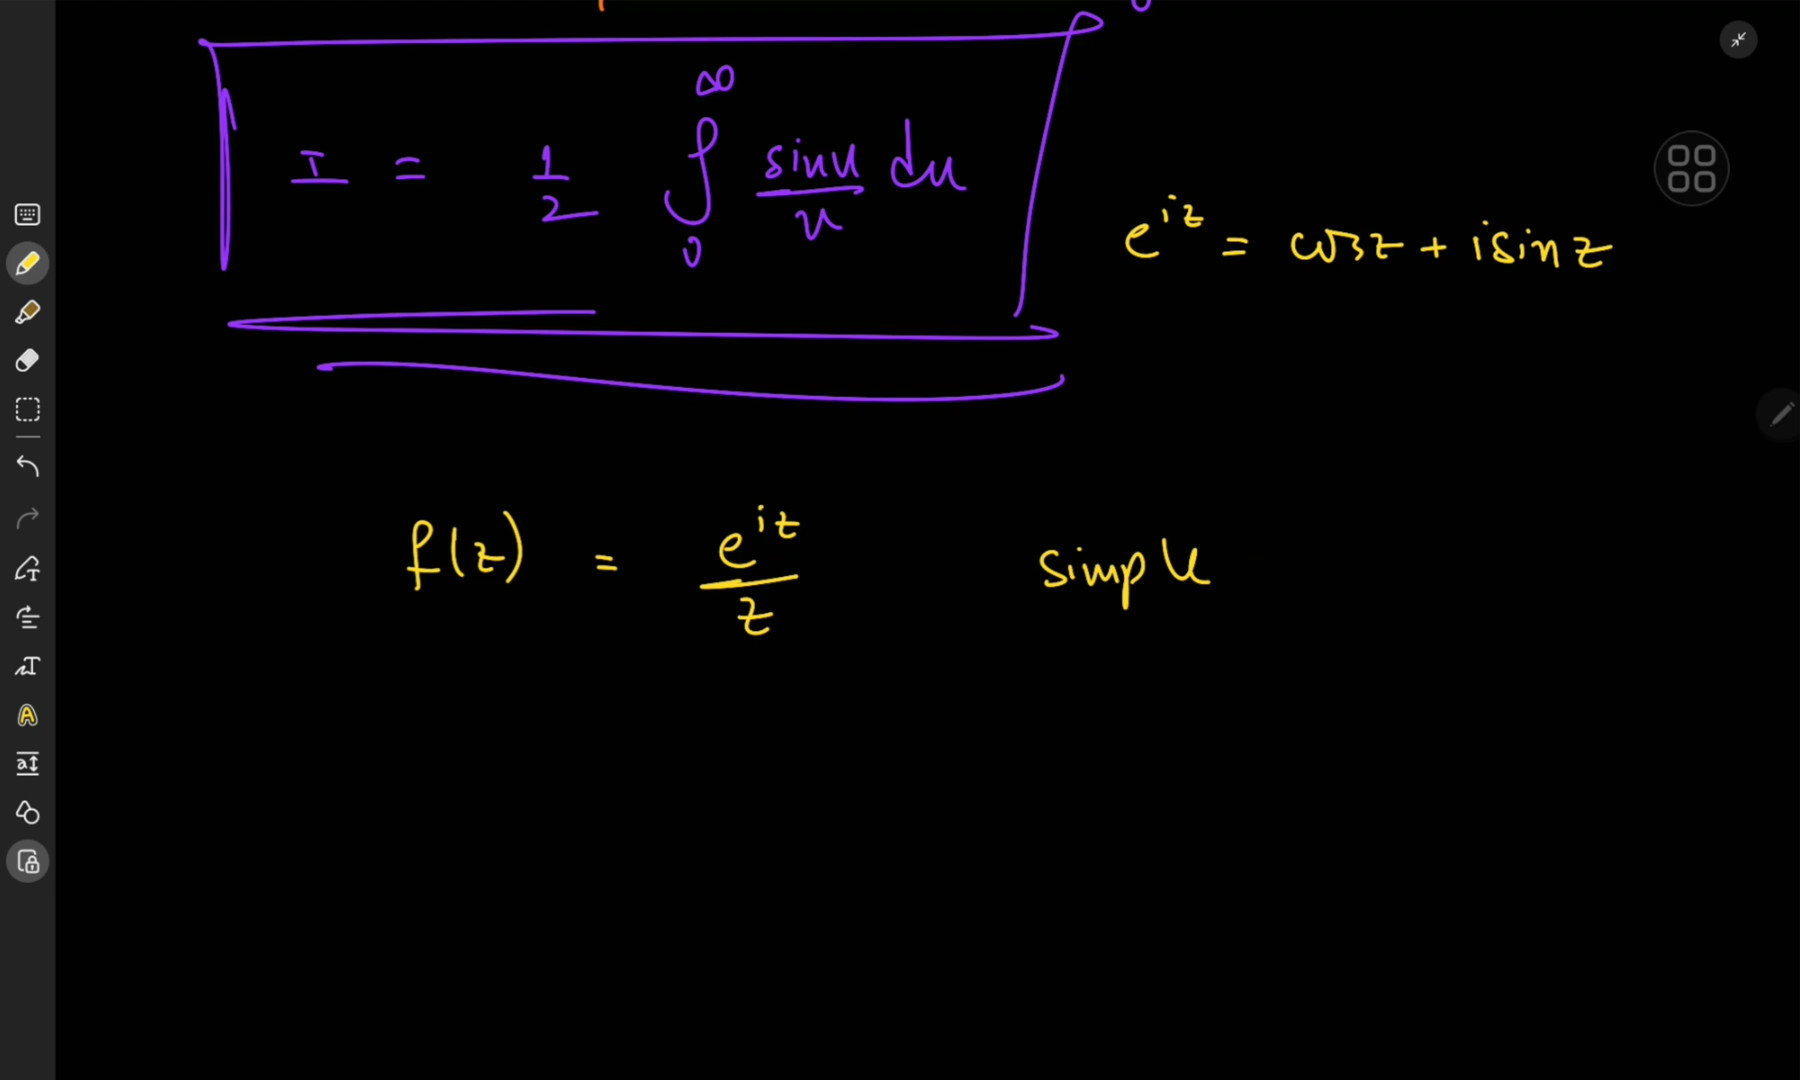 I = 1/2 ∫₀^∞ sinu/u du
e^{iz} = cosz + isinz
f(z) = e^{iz}/z simple